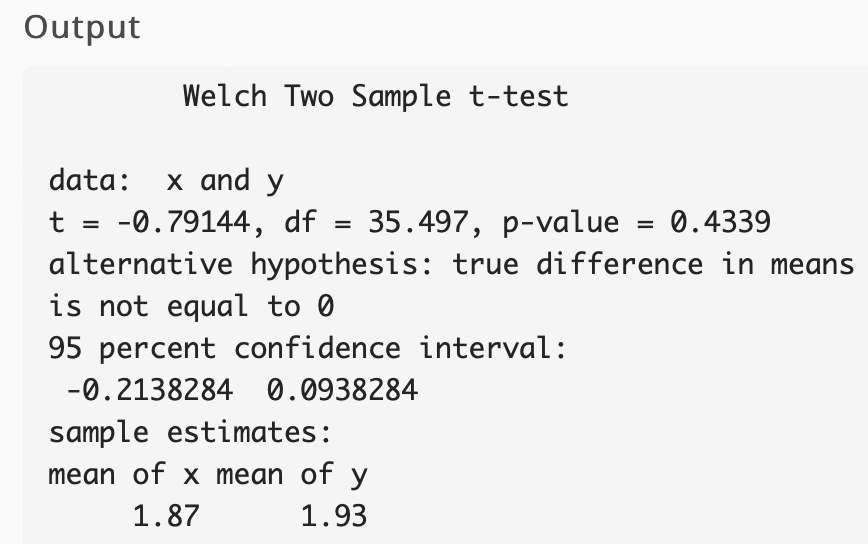 Output
Welch Two Sample t-test
data:  x and y
t = -0.79144, df = 35.497, p-value = 0.4339
alternative hypothesis: true difference in means
is not equal to 0
95 percent confidence interval:
-0.2138284  0.0938284
sample estimates:
mean of x mean of y
1.87      1.93